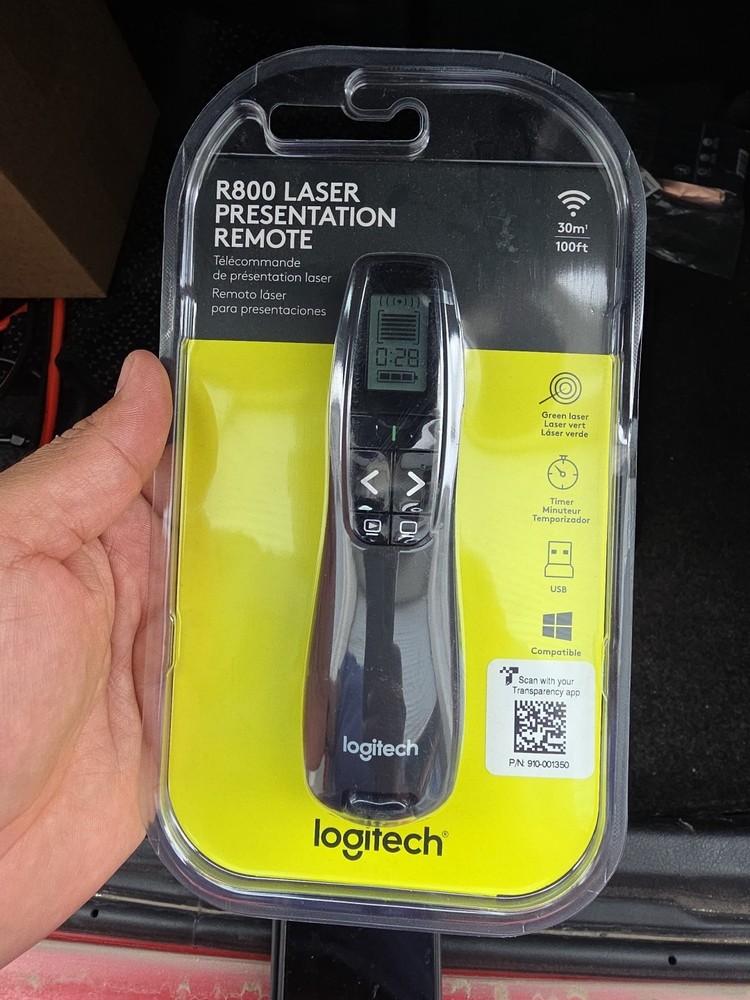 R800 LASER
PRESENTATION
REMOTE
Télécommande
de présentation laser
Remoto láser
para presentaciones
30m¹
100ft
0:28
Green laser
Laser vert
Láser verde
Timer
Minuteur
Temporizador
USB
Compatible
Scan with your
Transparency app
P/N: 910-001350
logitech
logitech®